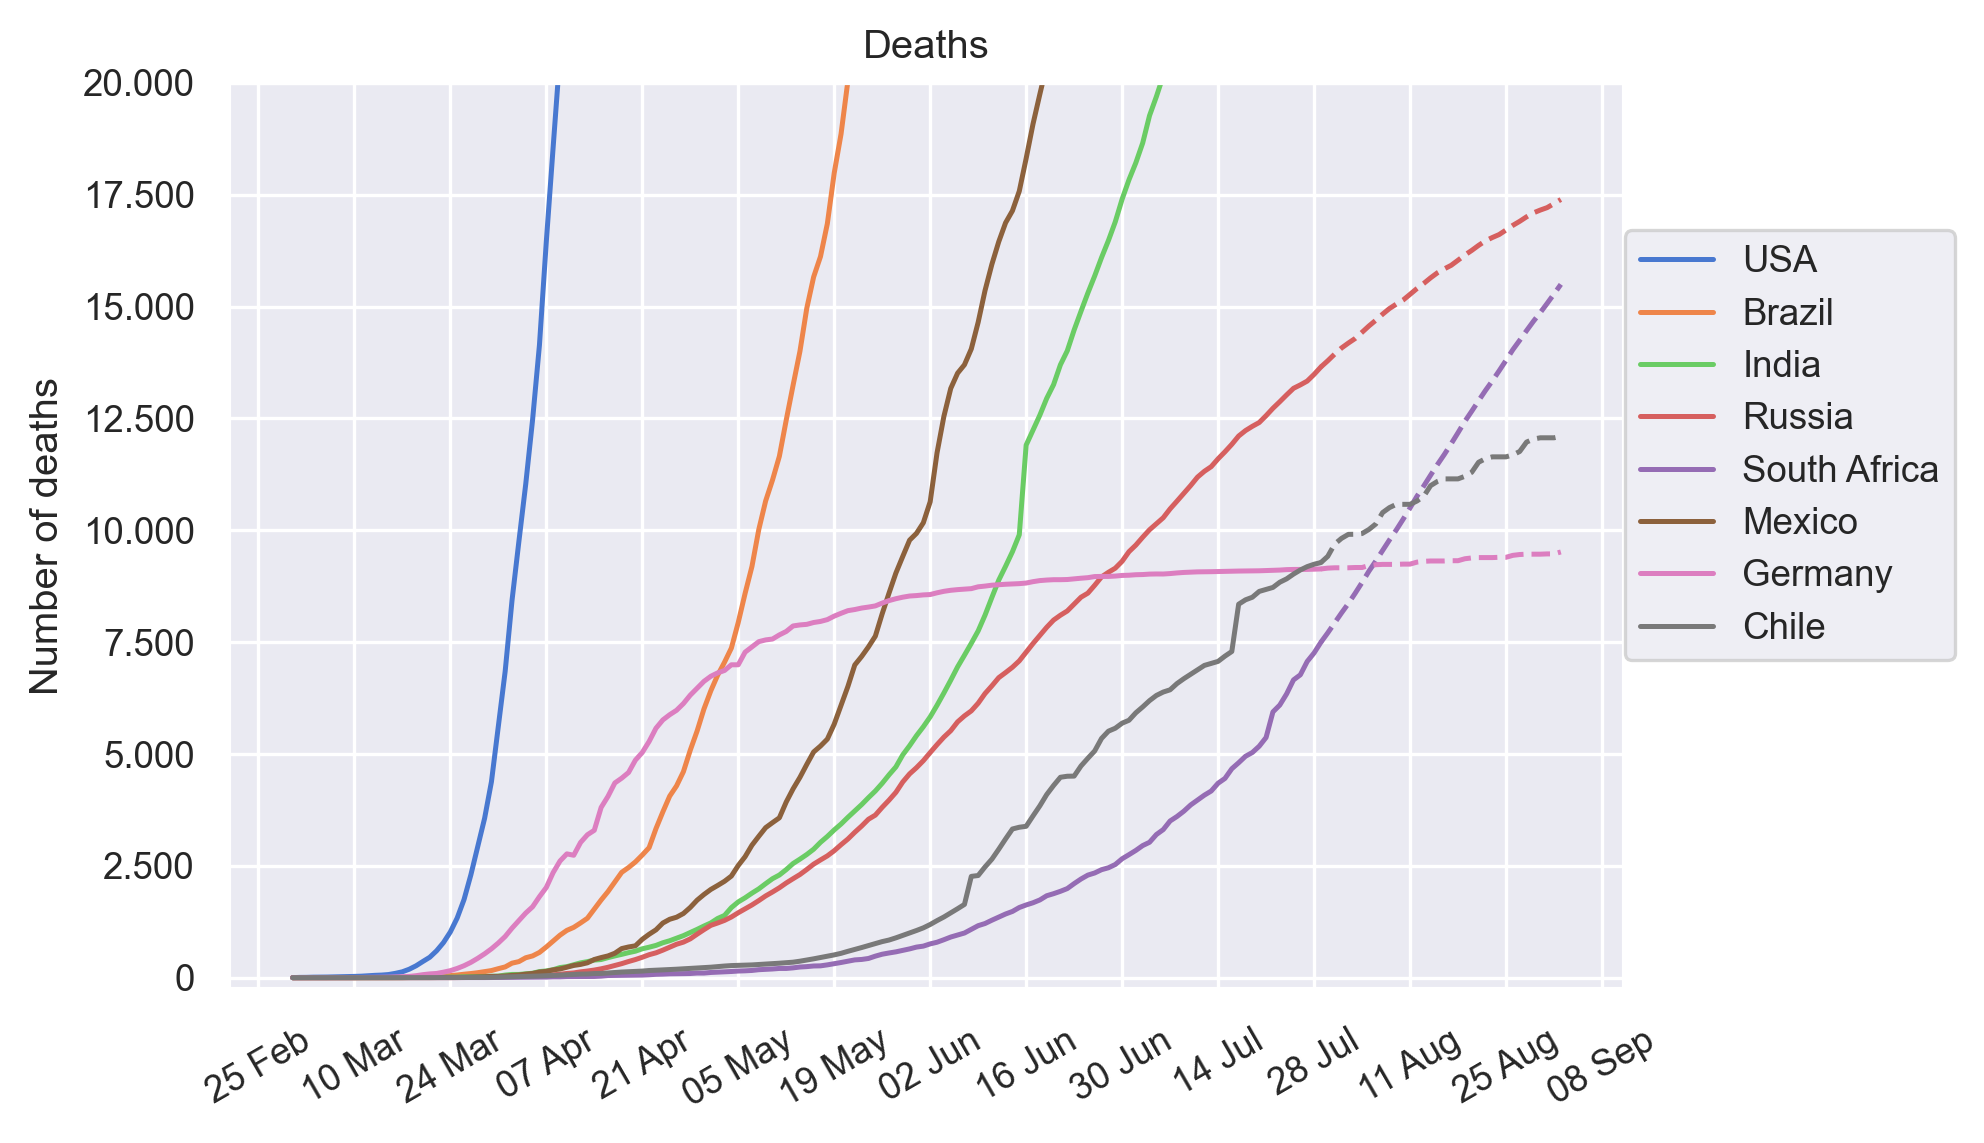 Deaths
20.000
17.500
15.000
12.500
10.000
7.500
5.000
2.500
0
Number of deaths
25 Feb
10 Mar
24 Mar
07 Apr
21 Apr
05 May
19 May
02 Jun
16 Jun
30 Jun
14 Jul
28 Jul
11 Aug
25 Aug
08 Sep
USA
Brazil
India
Russia
South Africa
Mexico
Germany
Chile